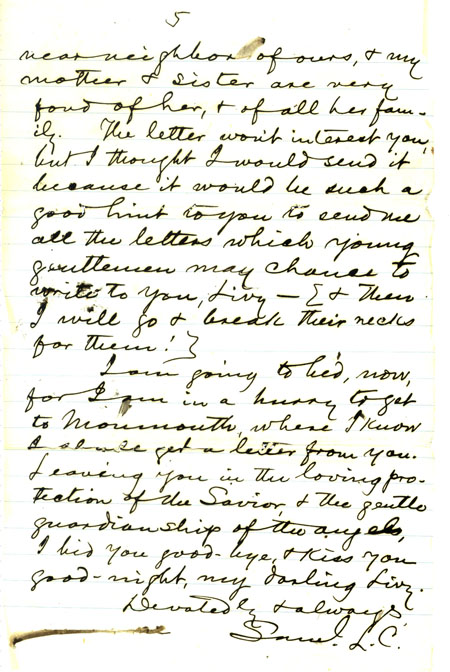 5
near neighbor of ours, & my
mother & sister are very
fond of her, & of all her fam-
ily. The letter won't interest you,
but I thought I would send it
because it would be such a
good hint to you to send me
all the letters which young
gentlemen may chance to
write to you, Livy — { & then
I will go & break their necks
for them! }
I am going to bed, now,
for I am in a hurry to get
to Monmouth, where I know
I shall get a letter from you.
Leaving you in the loving pro-
tection of the Savior, & the gentle
guardianship of the angels,
I bid you good-bye, & kiss you
good-night, my darling Livy.
Devotedly & always
Saml. L. C.